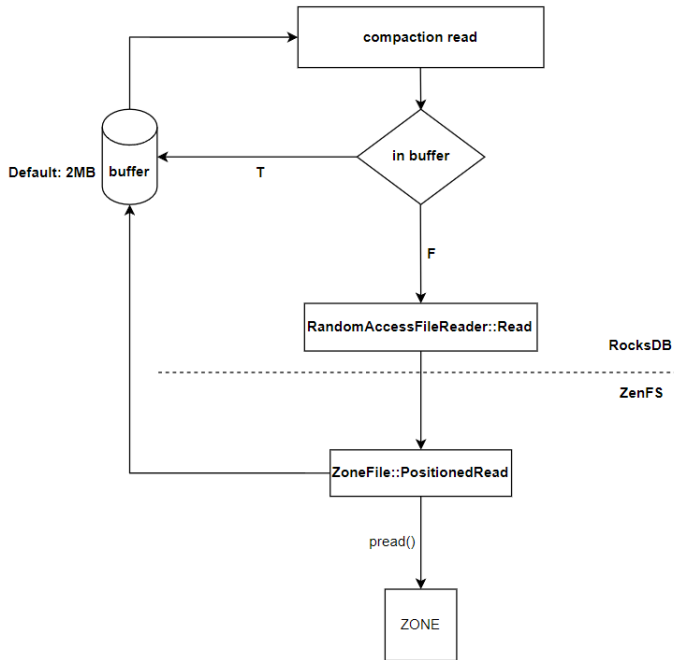 compaction read
in buffer
buffer
Default: 2MB
T
F
RandomAccessFileReader::Read
RocksDB
ZenFS
ZoneFile::PositionedRead
pread()
ZONE